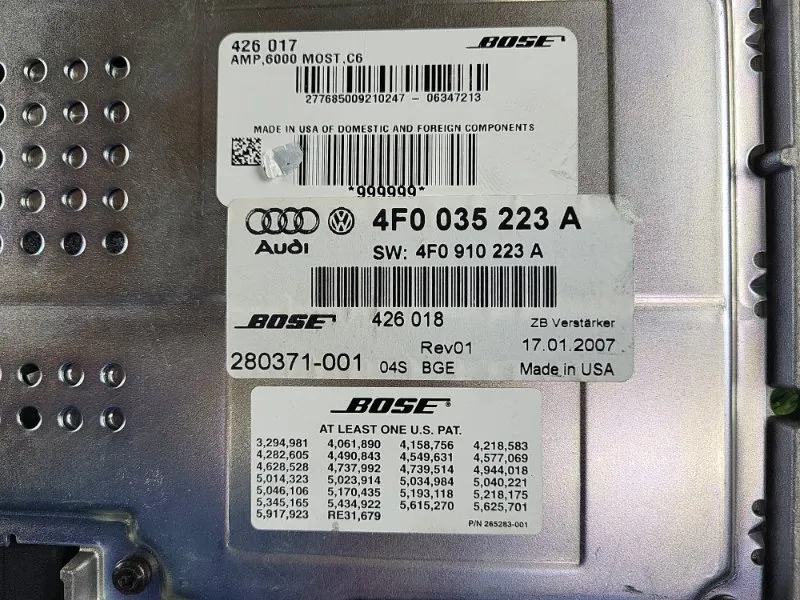 426 017 BOSE
AMP,6000 MOST,C6
277685009210247 - 06347213
MADE IN USA OF DOMESTIC AND FOREIGN COMPONENTS
*999999*
4F0 035 223 A
Audi SW: 4F0 910 223 A
BOSE 426 018 ZB Verstärker
Rev01 17.01.2007
280371-001 04S BGE Made in USA
BOSE®
AT LEAST ONE U.S. PAT.
3,294,981 4,061,890 4,158,756 4,218,583
4,282,605 4,490,843 4,549,631 4,577,069
4,628,528 4,737,992 4,739,514 4,944,018
5,014,323 5,023,914 5,034,984 5,040,221
5,046,106 5,170,435 5,193,118 5,218,175
5,345,165 5,434,922 5,615,270 5,625,701
5,917,923 RE31,679
P/N 265283-001